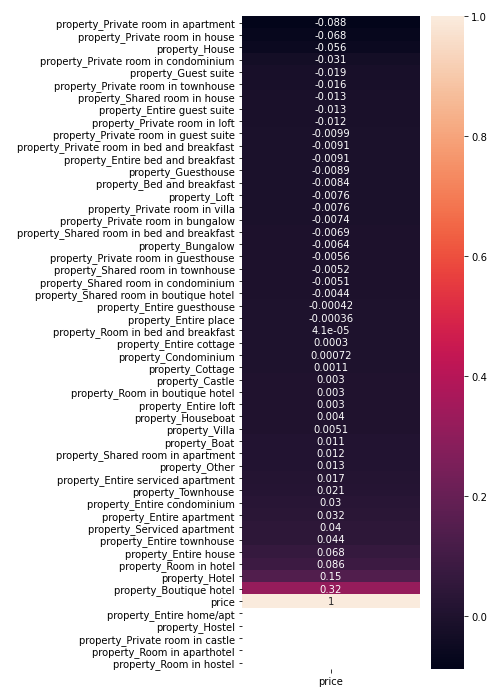 property_Private room in apartment -0.088
property_Private room in house -0.068
property_House -0.056
property_Private room in condominium -0.031
property_Guest suite -0.019
property_Private room in townhouse -0.016
property_Shared room in house -0.013
property_Entire guest suite -0.013
property_Private room in loft -0.012
property_Private room in guest suite -0.0099
property_Private room in bed and breakfast -0.0091
property_Entire bed and breakfast -0.0091
property_Guesthouse -0.0089
property_Bed and breakfast -0.0084
property_Loft -0.0076
property_Private room in villa -0.0076
property_Private room in bungalow -0.0074
property_Shared room in bed and breakfast -0.0069
property_Bungalow -0.0064
property_Private room in guesthouse -0.0056
property_Shared room in townhouse -0.0052
property_Shared room in condominium -0.0051
property_Shared room in boutique hotel -0.0044
property_Entire guesthouse -0.00042
property_Entire place -0.00036
property_Room in bed and breakfast 4.1e-05
property_Entire cottage 0.0003
property_Condominium 0.00072
property_Cottage 0.0011
property_Castle 0.003
property_Room in boutique hotel 0.003
property_Entire loft 0.003
property_Houseboat 0.004
property_Villa 0.0051
property_Boat 0.011
property_Shared room in apartment 0.012
property_Other 0.013
property_Entire serviced apartment 0.017
property_Townhouse 0.021
property_Entire condominium 0.03
property_Entire apartment 0.032
property_Serviced apartment 0.04
property_Entire townhouse 0.044
property_Entire house 0.068
property_Room in hotel 0.086
property_Hotel 0.15
property_Boutique hotel 0.32
price 1
property_Entire home/apt
property_Hostel
property_Private room in castle
property_Room in aparthotel
property_Room in hostel
price
1.0
0.8
0.6
0.4
0.2
0.0